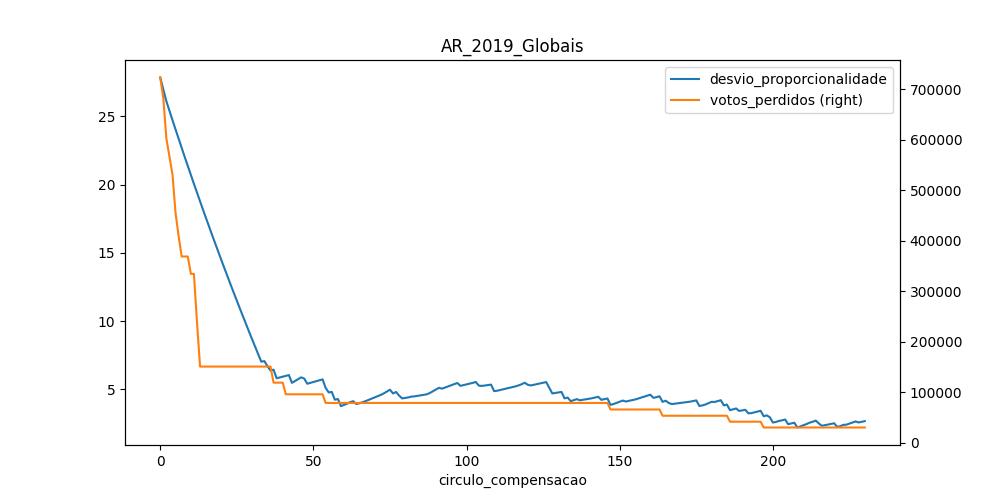 AR_2019_Globais
desvio_proporcionalidade
votos_perdidos (right)
25
20
15
10
5
700000
600000
500000
400000
300000
200000
100000
0
0 50 100 150 200
circulo_compensacao